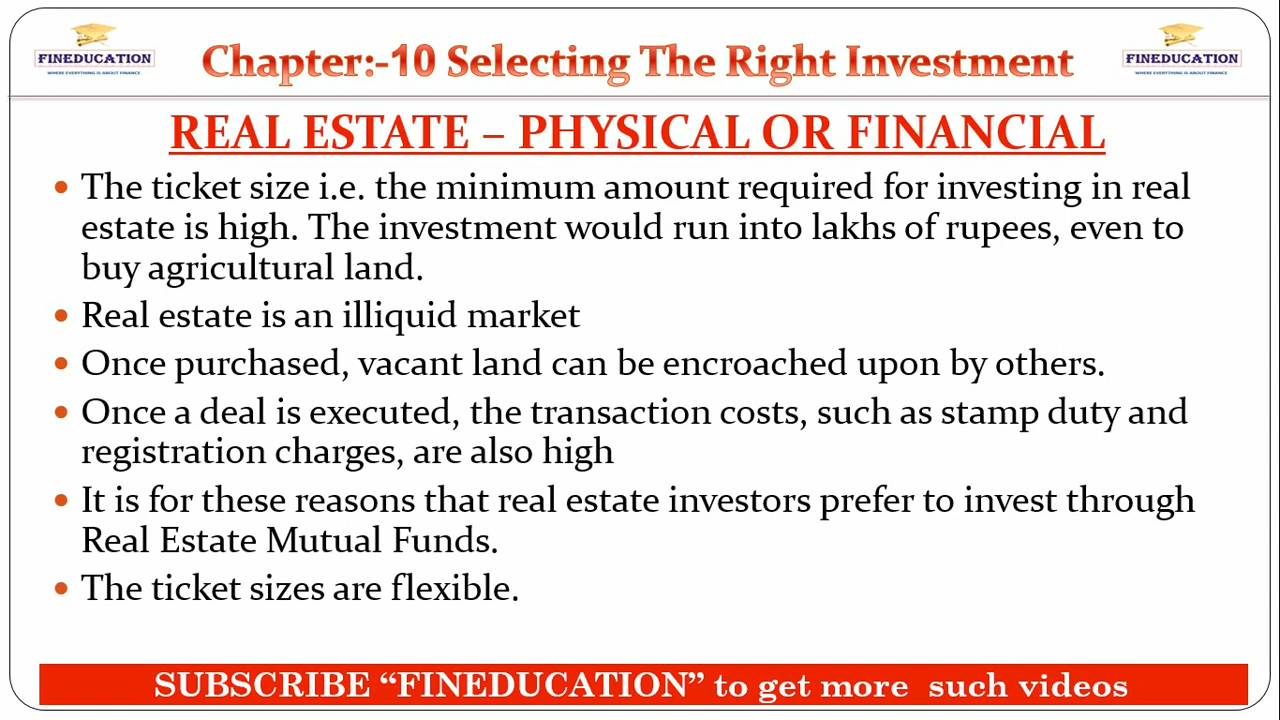 FINEDUCATION
WHERE EVERYTHING IS ABOUT FINANCE
Chapter:-10 Selecting The Right Investment
FINEDUCATION
WHERE EVERYTHING IS ABOUT FINANCE
REAL ESTATE – PHYSICAL OR FINANCIAL
• The ticket size i.e. the minimum amount required for investing in real
estate is high. The investment would run into lakhs of rupees, even to
buy agricultural land.
• Real estate is an illiquid market
• Once purchased, vacant land can be encroached upon by others.
• Once a deal is executed, the transaction costs, such as stamp duty and
registration charges, are also high
• It is for these reasons that real estate investors prefer to invest through
Real Estate Mutual Funds.
• The ticket sizes are flexible.
SUBSCRIBE “FINEDUCATION” to get more such videos